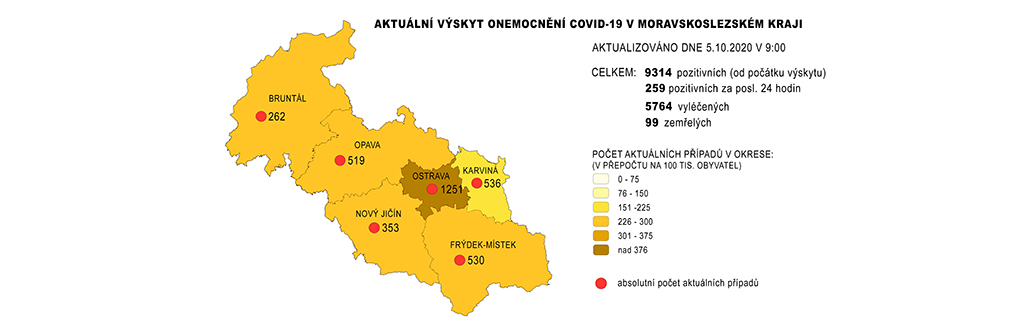 AKTUÁLNÍ VÝSKYT ONEMOCNĚNÍ COVID-19 V MORAVSKOSLEZSKÉM KRAJI
AKTUALIZOVÁNO DNE 5.10.2020 V 9:00
CELKEM: 9314 pozitivních (od počátku výskytu)
259 pozitivních za posl. 24 hodin
5764 vyléčených
99 zemřelých
BRUNTÁL
262
OPAVA
519
OSTRAVA
1251
KARVINÁ
536
NOVÝ JIČÍN
353
FRÝDEK-MÍSTEK
530
POČET AKTUÁLNÍCH PŘÍPADŮ V OKRESE:
(V PŘEPOČTU NA 100 TIS. OBYVATEL)
0 - 75
76 - 150
151 -225
226 - 300
301 - 375
nad 376
absolutní počet aktuálních případů